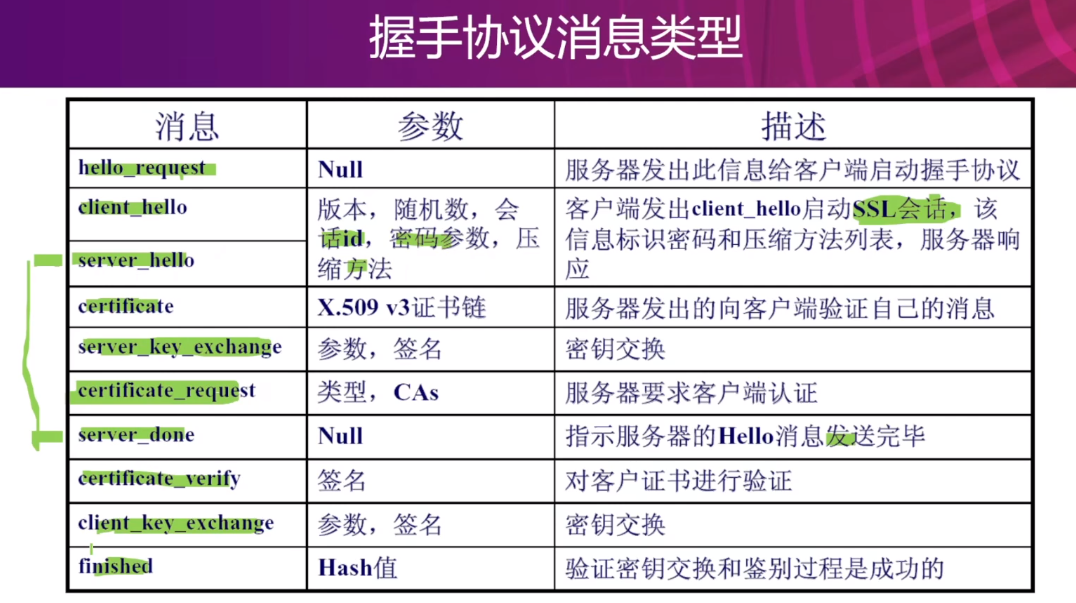 握手协议消息类型
消息 参数 描述
hello_request Null 服务器发出此信息给客户端启动握手协议
client_hello
server_hello
版本，随机数，会
话id，密码参数，压
缩方法
客户端发出client_hello启动SSL会话，该
信息标识密码和压缩方法列表，服务器响
应
certificate X.509 v3证书链 服务器发出的向客户端验证自己的消息
server_key_exchange 参数，签名 密钥交换
certificate_request 类型，CAs 服务器要求客户端认证
server_done Null 指示服务器的Hello消息发送完毕
certificate_verify 签名 对客户证书进行验证
client_key_exchange 参数，签名 密钥交换
finished Hash值 验证密钥交换和鉴别过程是成功的